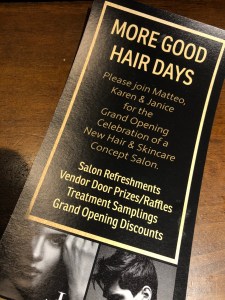 MORE GOOD
HAIR DAYS
Please join Matteo,
Karen & Janice
for the
Grand Opening
Celebration of a
New Hair & Skincare
Concept Salon.
Salon Refreshments
Vendor Door Prizes/Raffles
Treatment Samplings
Grand Opening Discounts